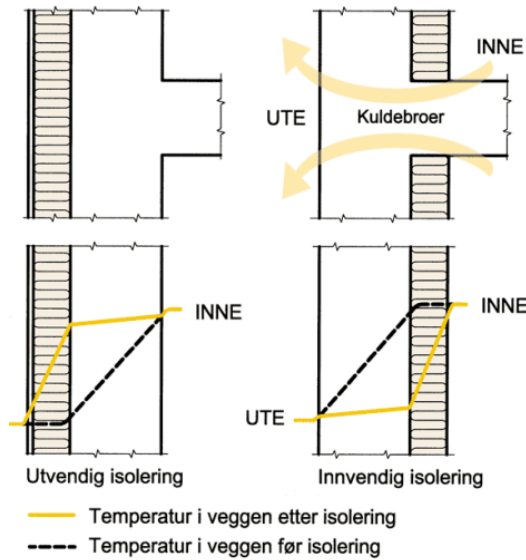 INNE
UTE
Kuldebroer
INNE
INNE
UTE
Utvendig isolering
Innvendig isolering
Temperatur i veggen etter isolering
Temperatur i veggen før isolering